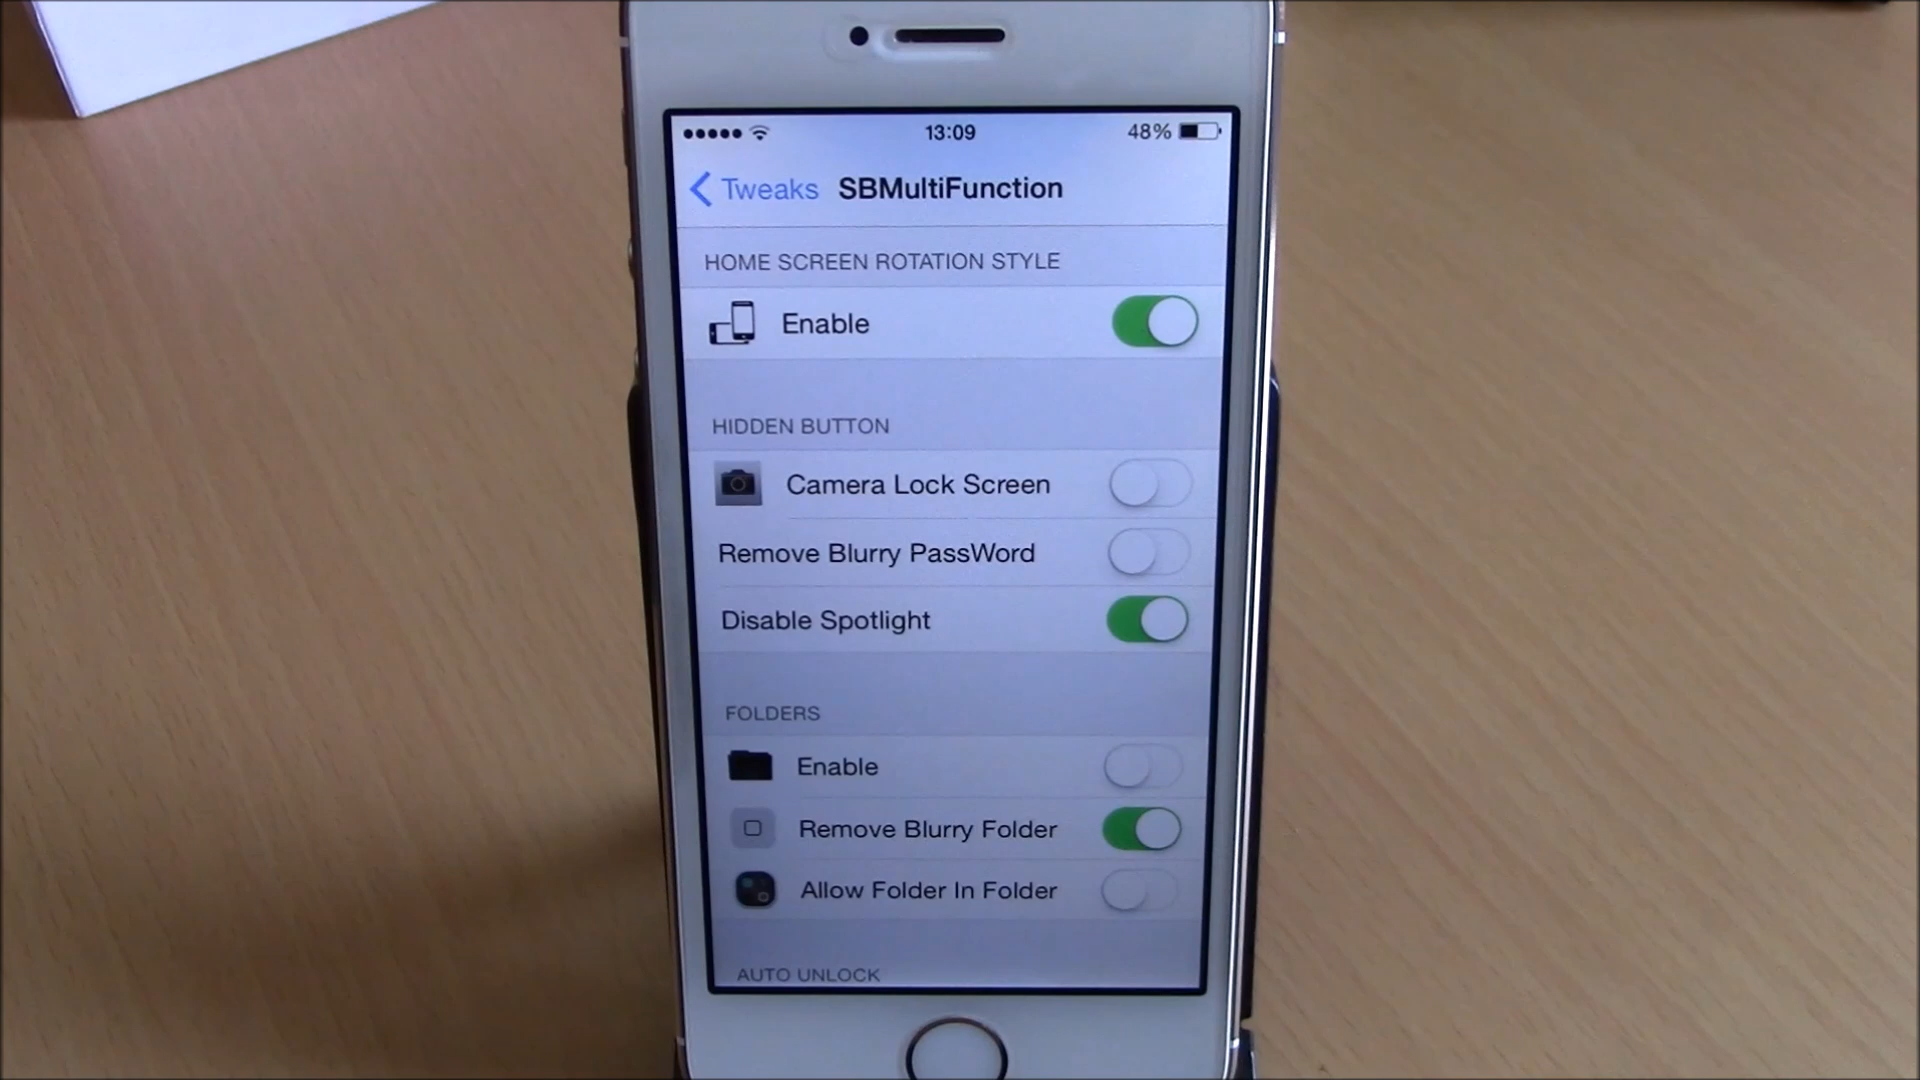 13:09 48%
Tweaks SBMultiFunction
HOME SCREEN ROTATION STYLE
Enable
HIDDEN BUTTON
Camera Lock Screen
Remove Blurry PassWord
Disable Spotlight
FOLDERS
Enable
Remove Blurry Folder
Allow Folder In Folder
AUTO UNLOCK